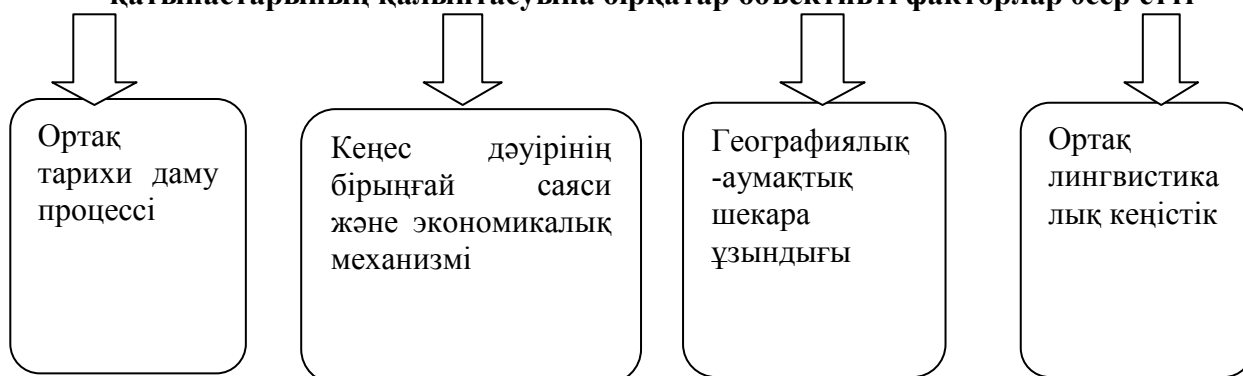 қатынастарының қалыптасуына бірқатар объективті факторлар әсер етті
Ортақ
тарихи даму
процессі
Кеңес дәуірінің
бірыңғай саяси
және экономикалық
механизмі
Географиялық
-аумақтық
шекара
ұзындығы
Ортақ
лингвистика
лық кеңістік